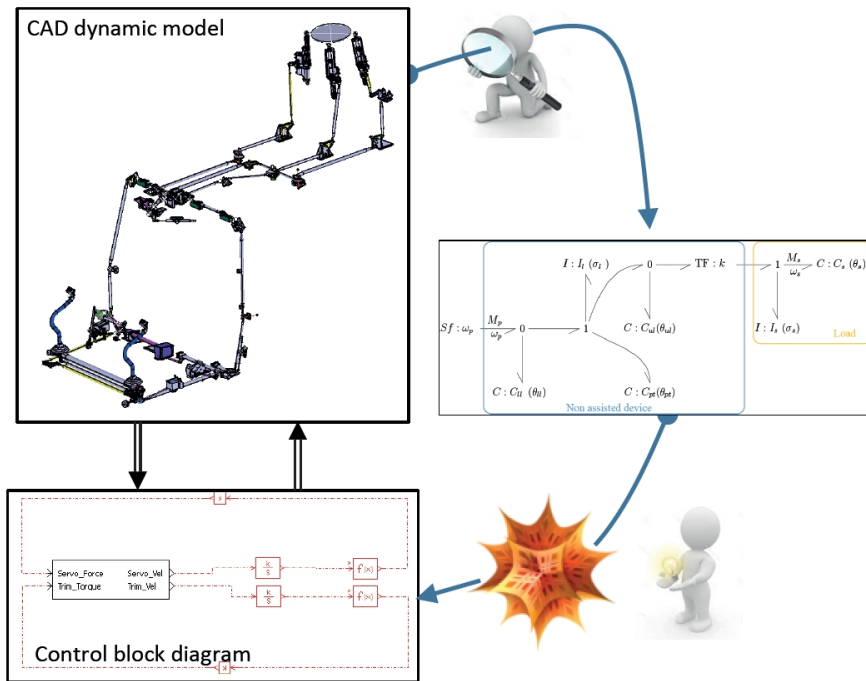 CAD dynamic model
I : I_l (σ_l)
0
TF : k
1
M_s
ω_s
C : C_s (θ_s)
Sf : ω_p
M_p
ω_p
0
1
C : C_ul (θ_ul)
I : I_s (σ_s)
Load
C : C_ll (θ_ll)
C : C_pt (θ_pt)
Non assisted device
k
Servo_Force
Servo_Vel
k
s
f(x)
Trim_Torque
Trim_Vel
k
s
f(x)
k
Control block diagram